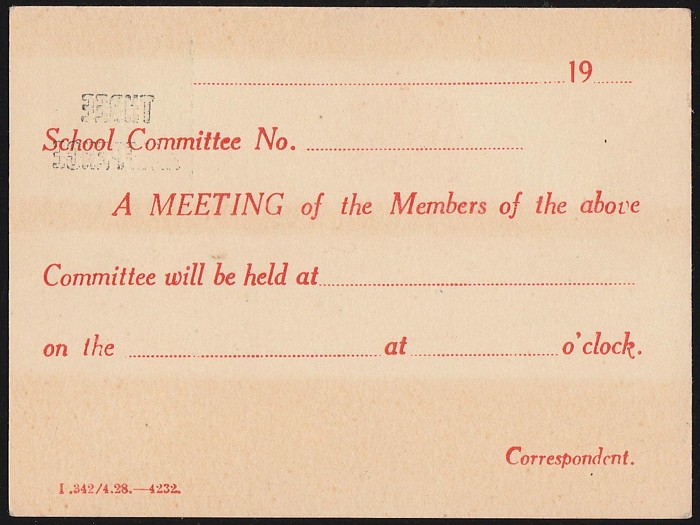 19
THREE
School Committee No.
A MEETING of the Members of the above
Committee will be held at
on the at o'clock.
Correspondent.
I.342/4.28.—4232.